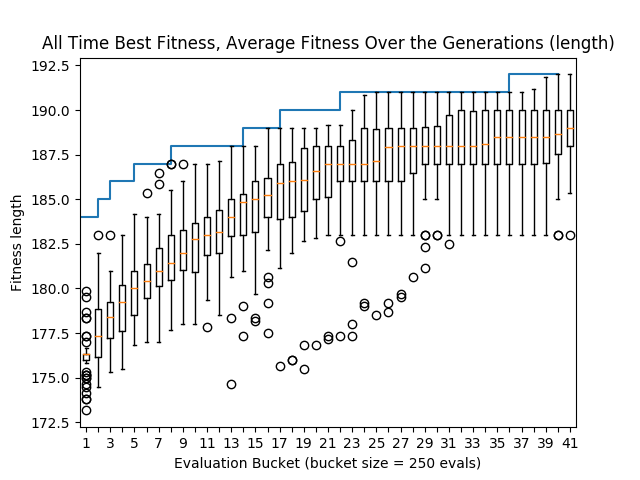 All Time Best Fitness, Average Fitness Over the Generations (length)
192.5
190.0
187.5
185.0
182.5
180.0
177.5
175.0
172.5
Fitness length
1 3 5 7 9 11 13 15 17 19 21 23 25 27 29 31 33 35 37 39 41
Evaluation Bucket (bucket size = 250 evals)